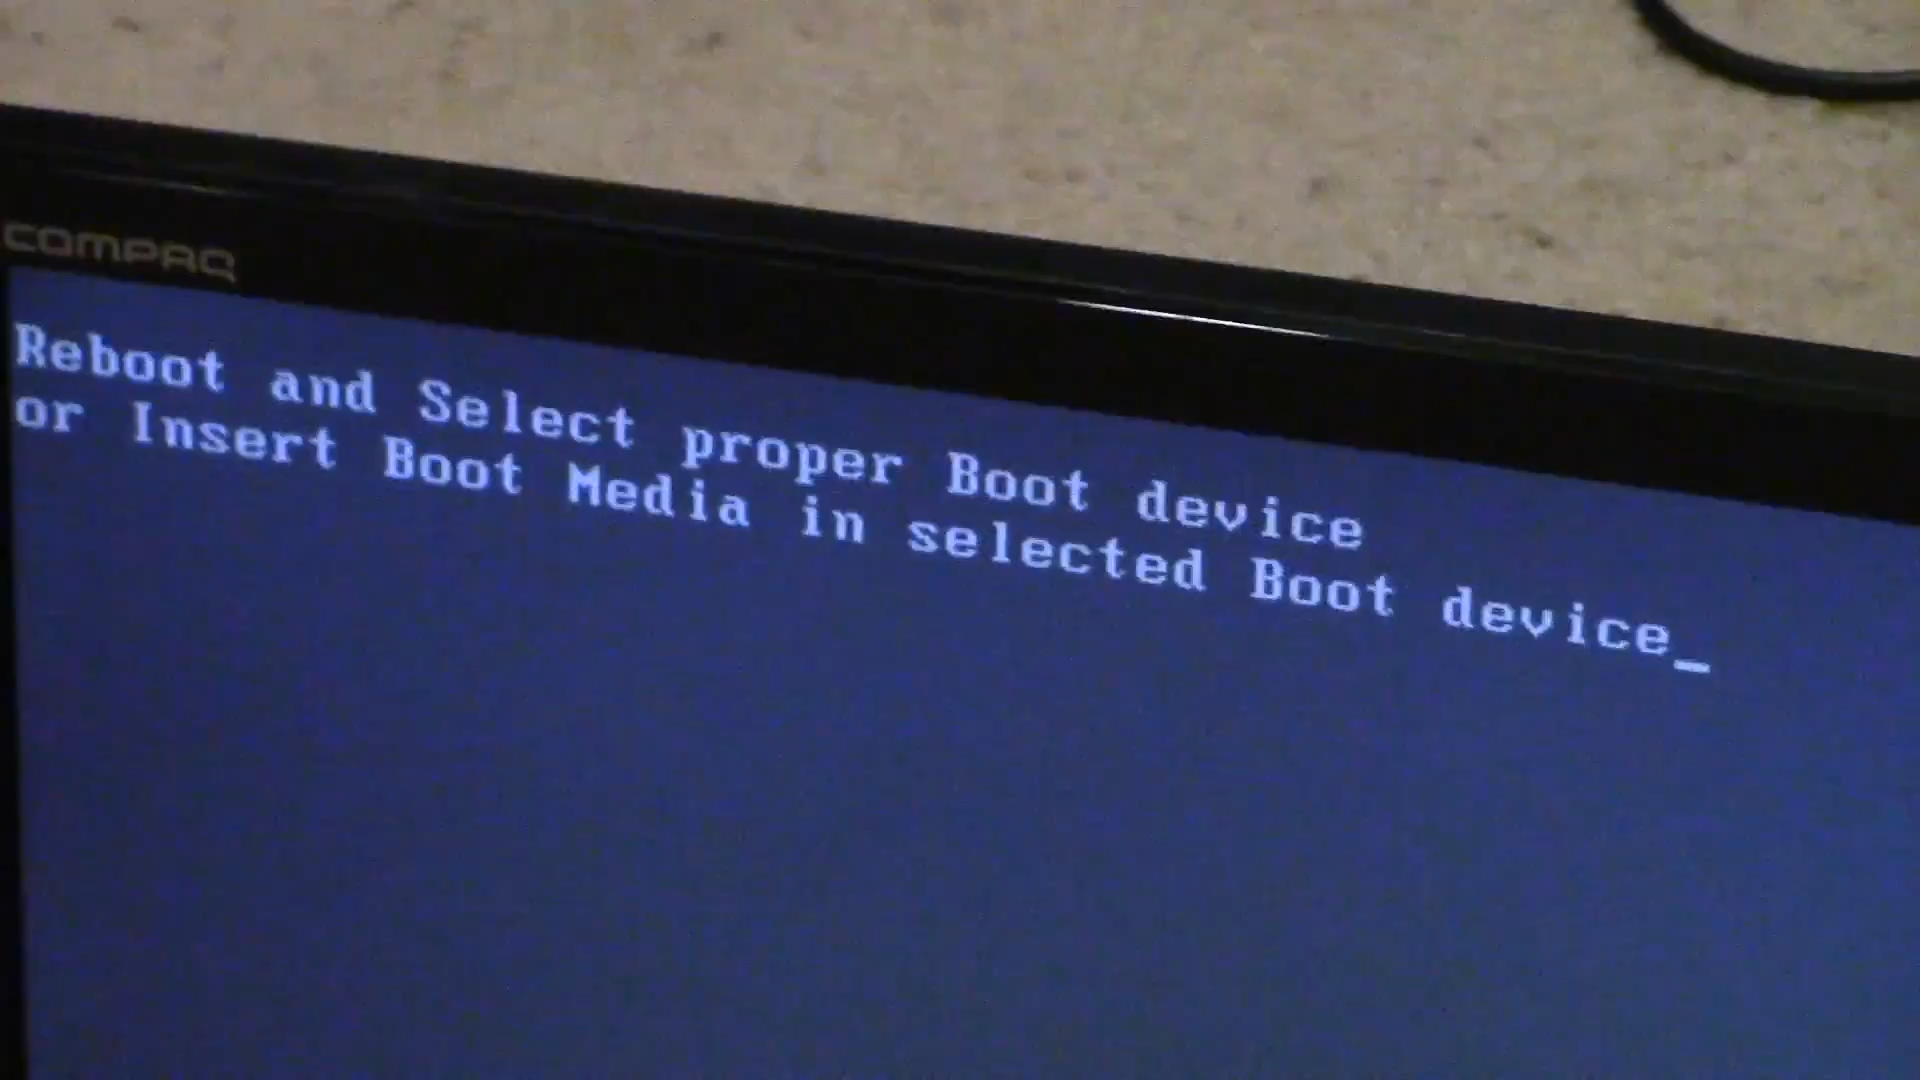 COMPAQ
Reboot and Select proper Boot device
or Insert Boot Media in selected Boot device_